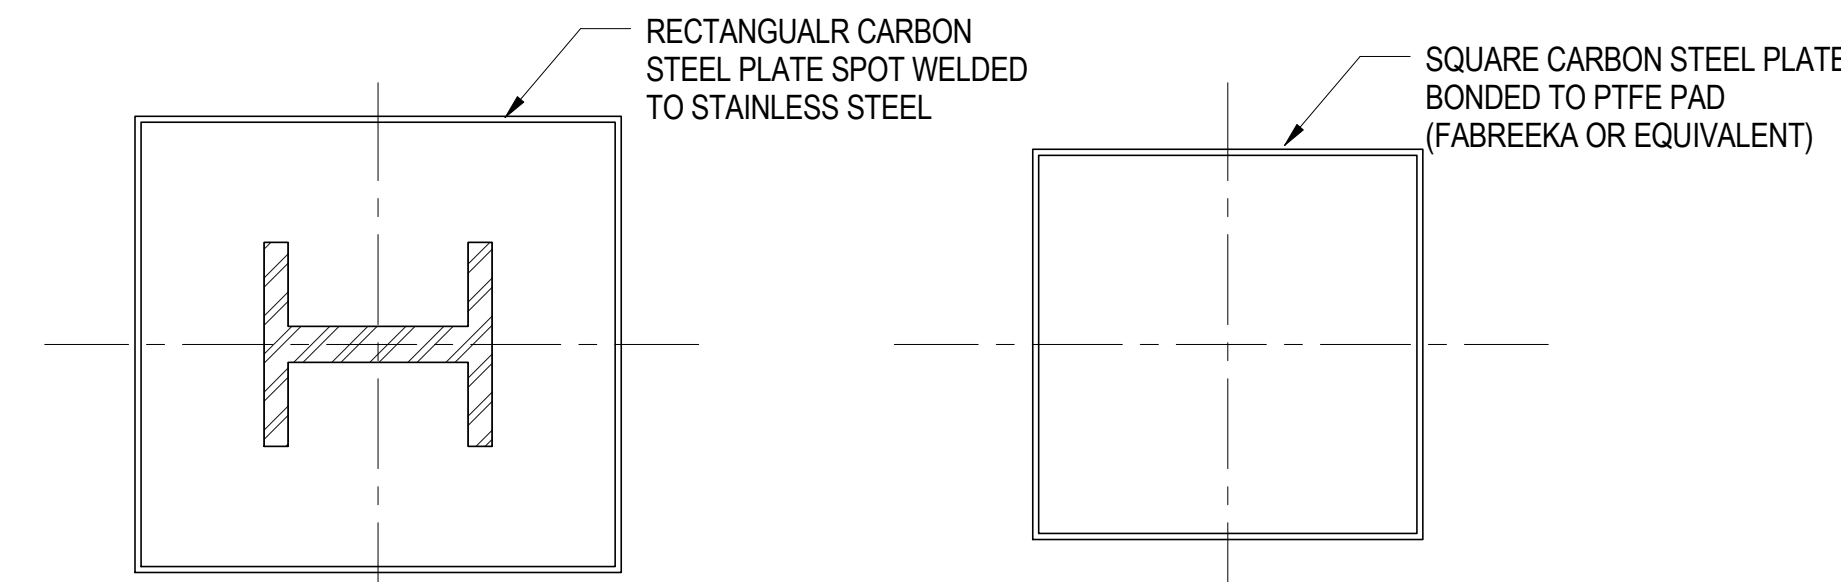 RECTANGUALR CARBON
STEEL PLATE SPOT WELDED
TO STAINLESS STEEL
SQUARE CARBON STEEL PLATE
BONDED TO PTFE PAD
(FABREEKA OR EQUIVALENT)